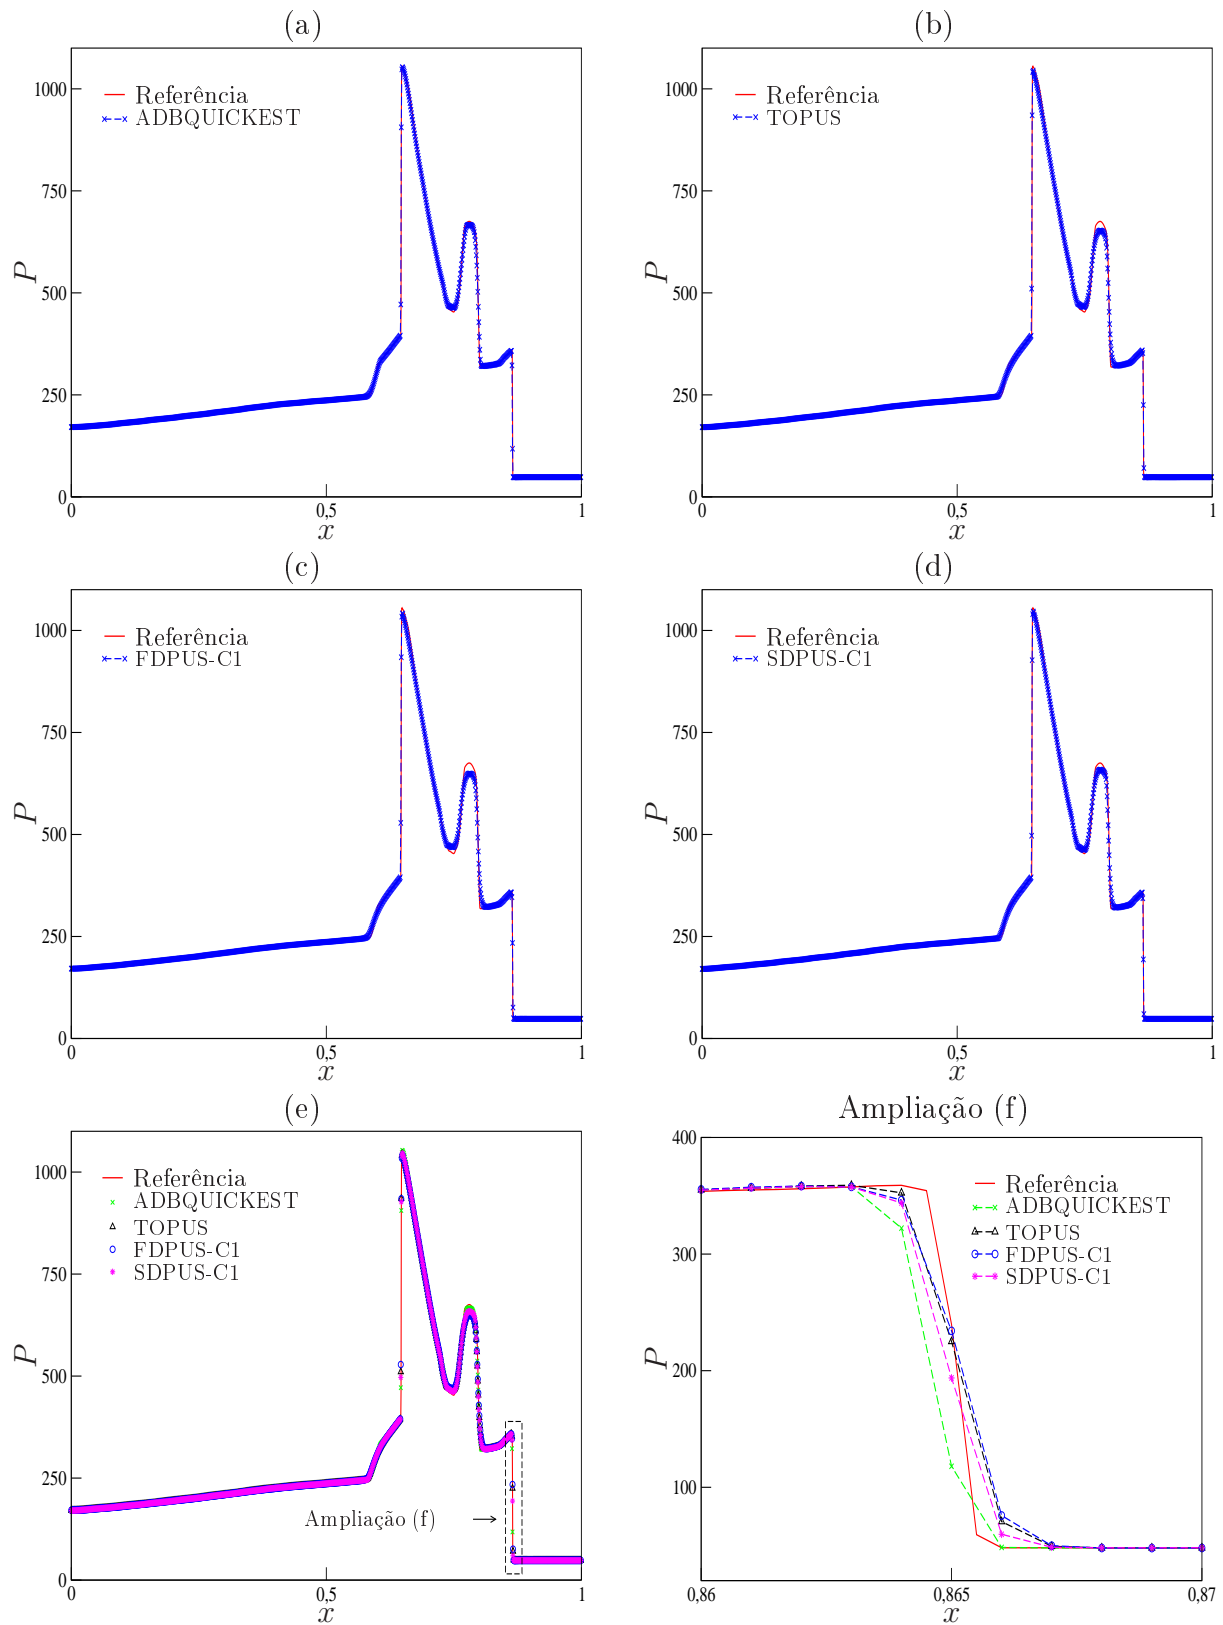 (a)
1000
750
500
250
0
0
0,5
1
P
x
Referência
ADBQUICKEST
(b)
1000
750
500
250
0
0
0,5
1
P
x
Referência
TOPUS
(c)
1000
750
500
250
0
0
0,5
1
P
x
Referência
FDPUS-C1
(d)
1000
750
500
250
0
0
0,5
1
P
x
Referência
SDPUS-C1
(e)
1000
750
500
250
0
0
0,5
1
P
x
Referência
ADBQUICKEST
TOPUS
FDPUS-C1
SDPUS-C1
Ampliação (f)
Ampliação (f)
400
300
200
100
0,86
0,865
0,87
P
x
Referência
ADBQUICKEST
TOPUS
FDPUS-C1
SDPUS-C1